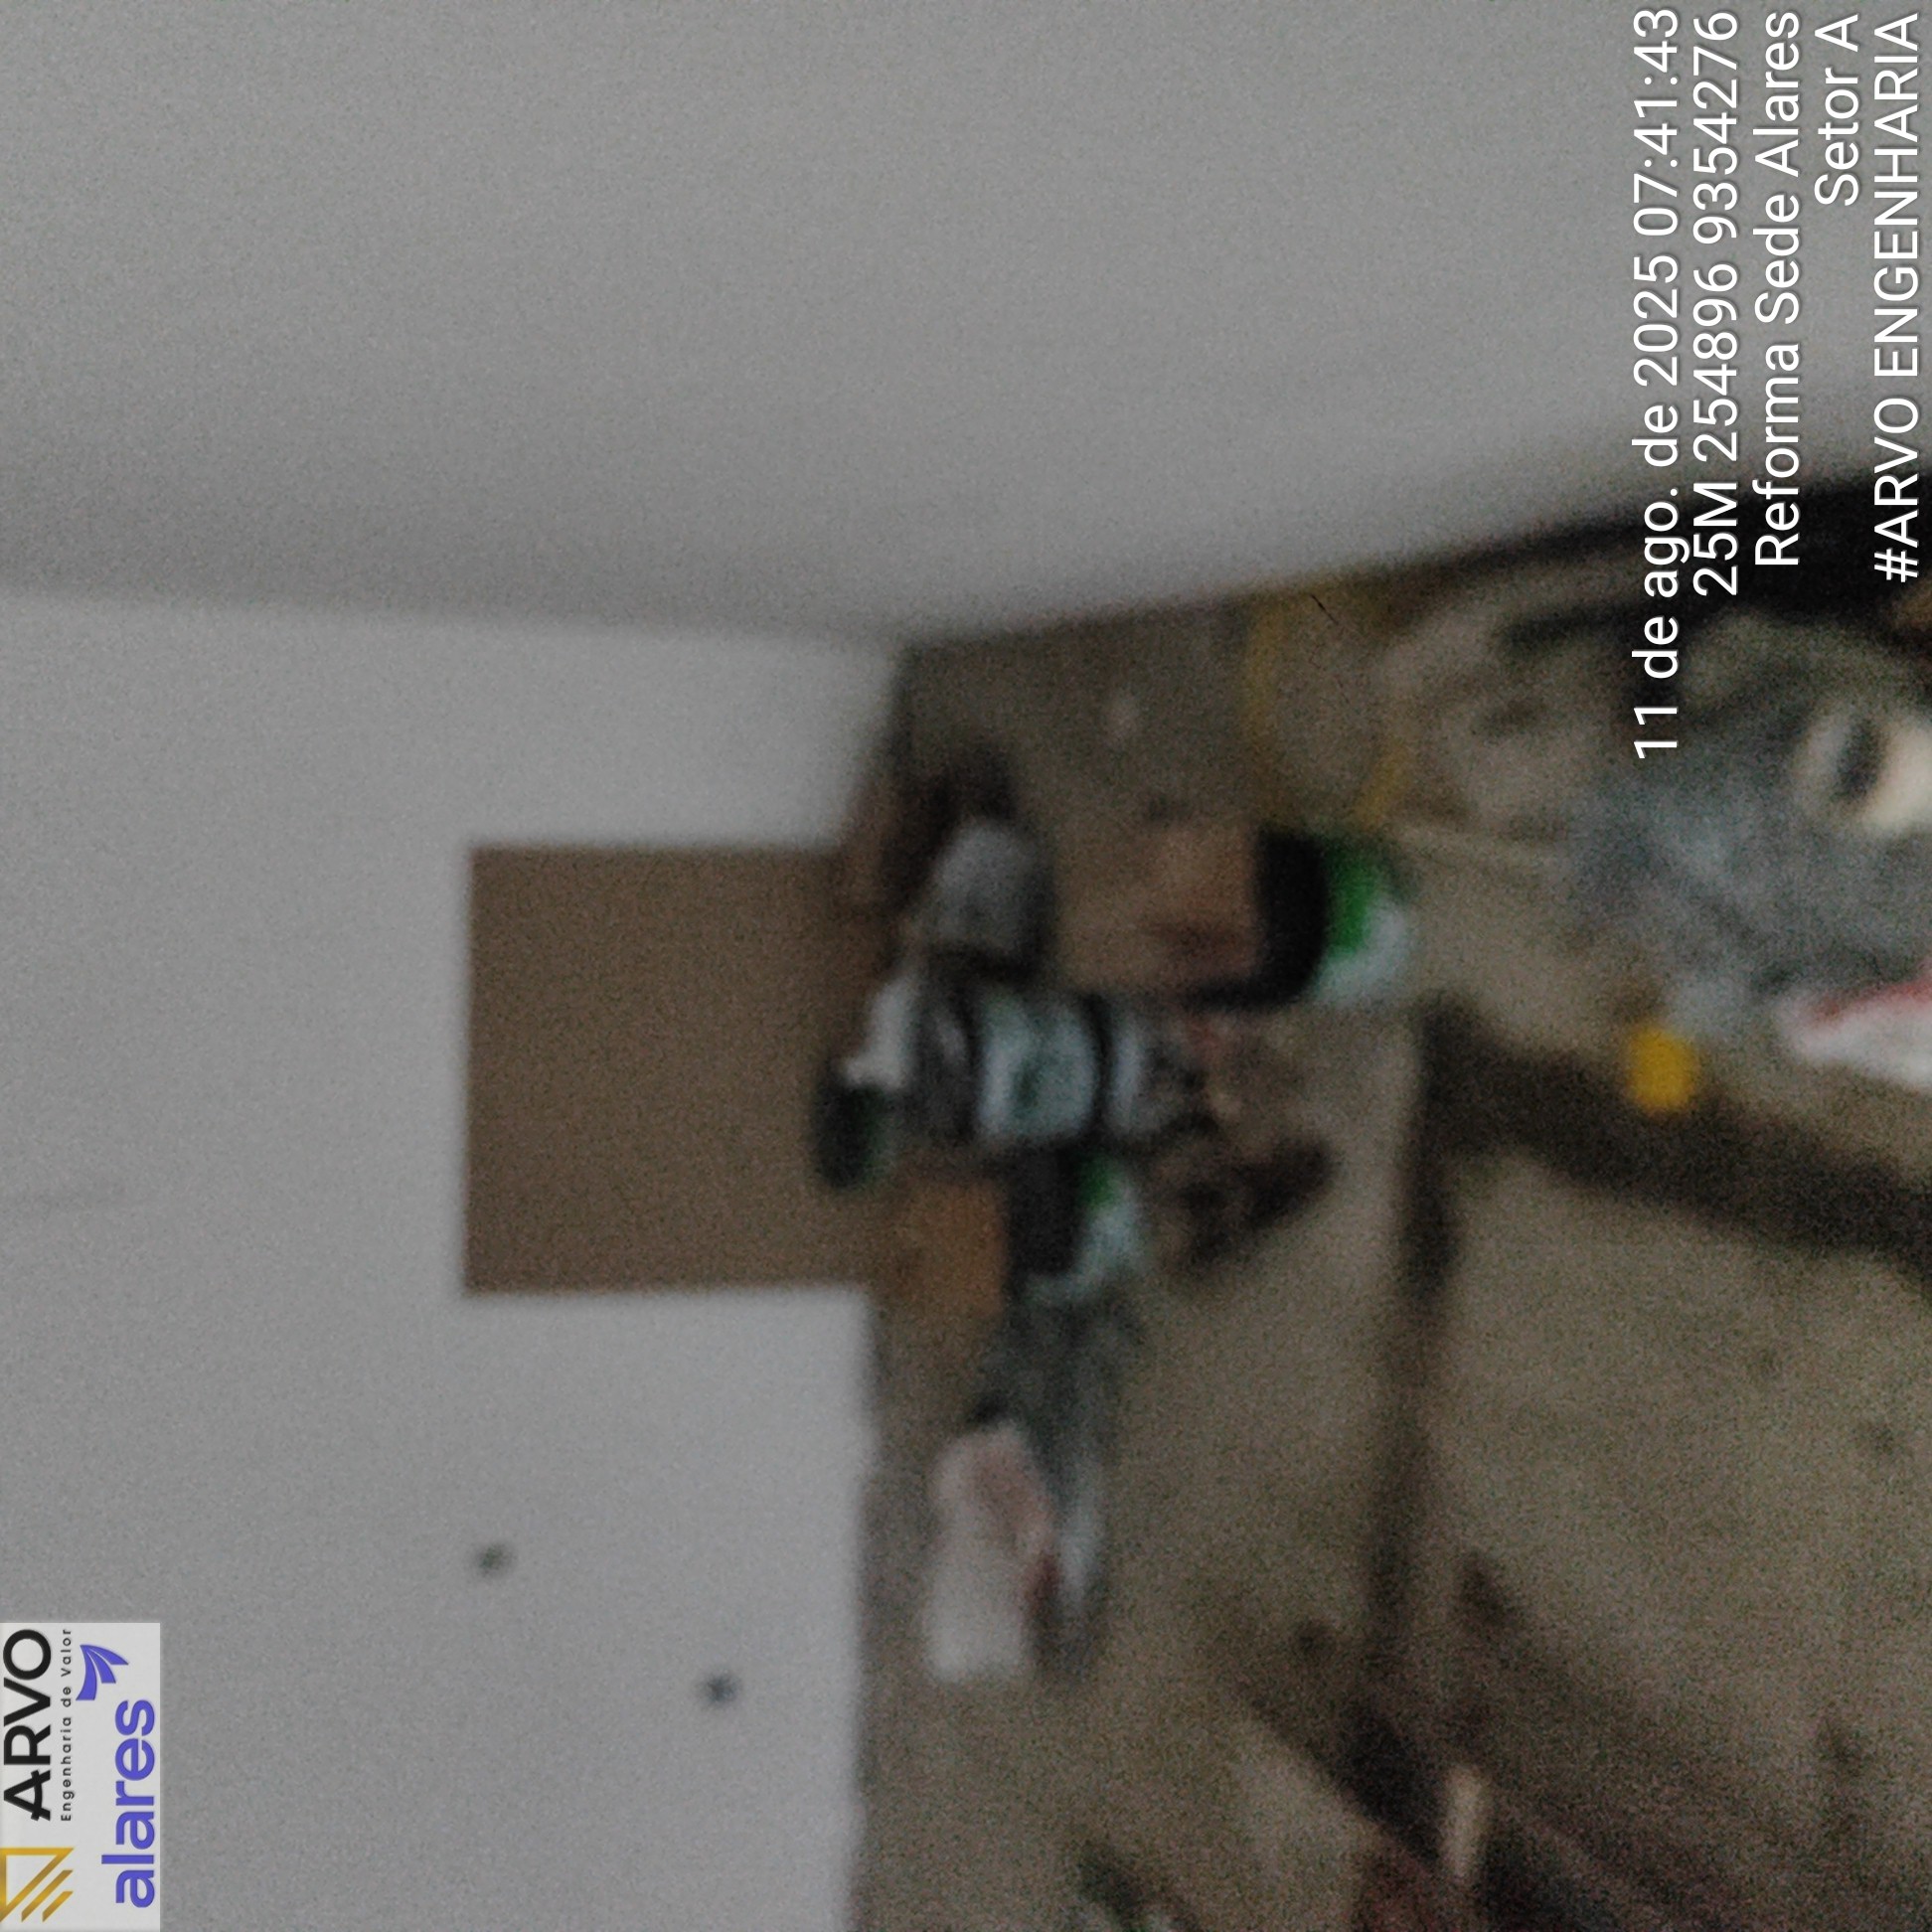 ARVO
Engenharia de Valor
alares
11 de ago. de 2025 07:41:43
25M 254896 9354276
Reforma Sede Alares
Setor A
#ARVO ENGENHARIA